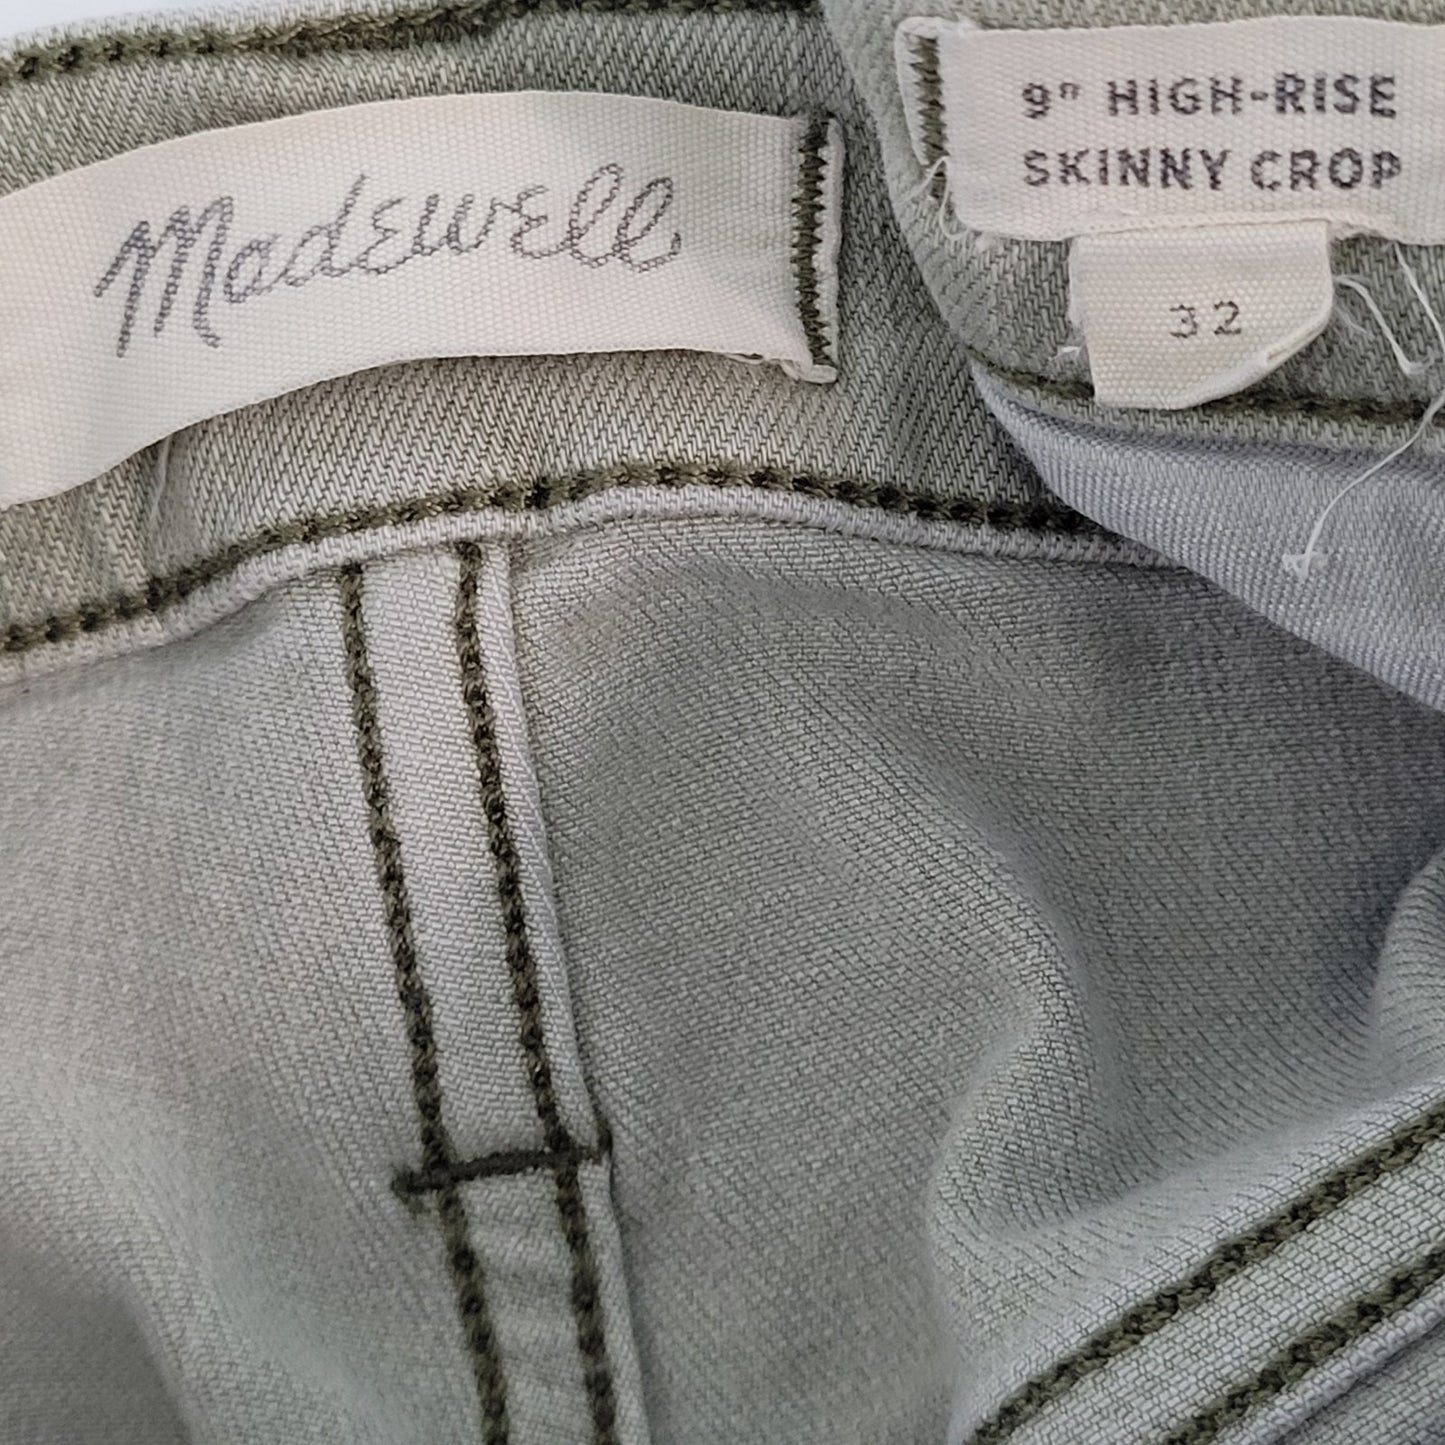 Madewell
9" HIGH-RISE
SKINNY CROP
32